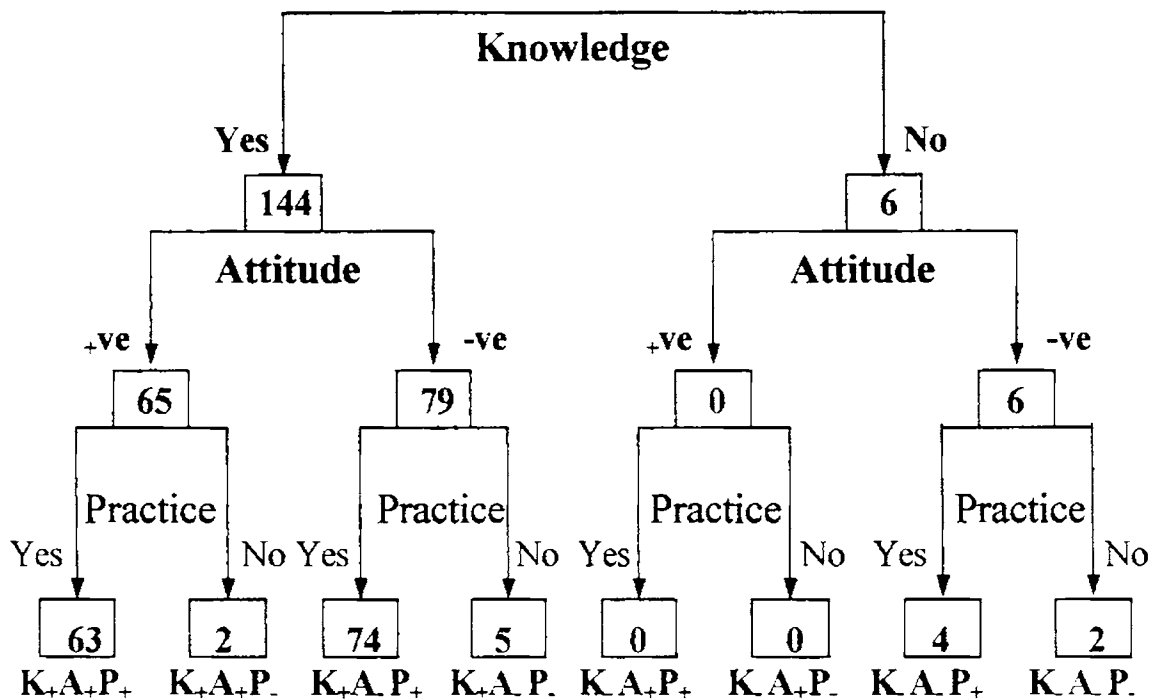 Knowledge
Yes No
144 6
Attitude Attitude
+ve -ve +ve -ve
65 79 0 6
Practice Practice Practice Practice
Yes No Yes No Yes No Yes No
63 2 74 5 0 0 4 2
K₊A₊P₊ K₊A₊P₋ K₊A₋P₊ K₊A₋P₋ K₋A₊P₊ K₋A₊P₋ K₋A₋P₊ K₋A₋P₋